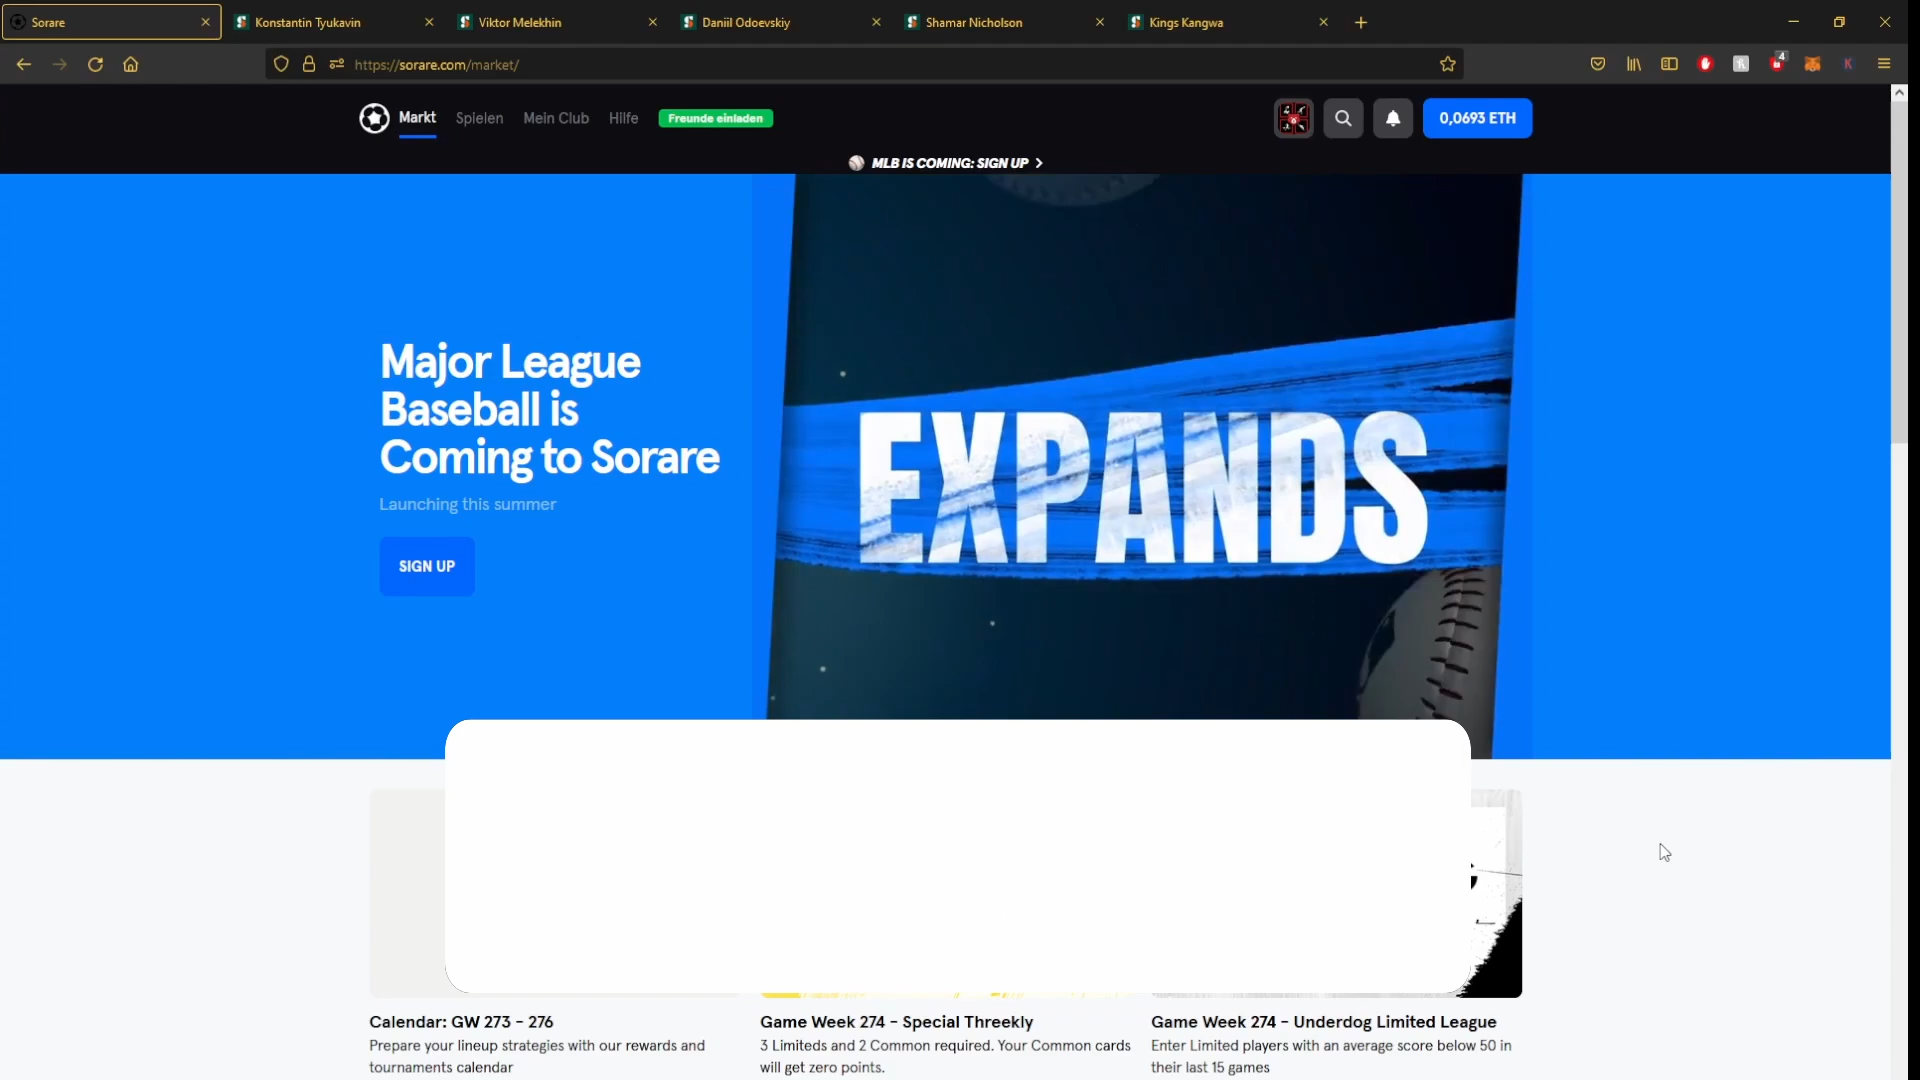 Sorare
Konstantin Tyukavin
Viktor Melekhin
Daniil Odoevskiy
Shamar Nicholson
Kings Kangwa
https://sorare.com/market/
4
Markt
Spielen
Mein Club
Hilfe
Freunde einladen
0,0693 ETH
MLB IS COMING: SIGN UP
Major League
Baseball is
Coming to Sorare
Launching this summer
SIGN UP
EXPANDS
Calendar: GW 273 - 276
Prepare your lineup strategies with our rewards and
tournaments calendar
Game Week 274 - Special Threekly
3 Limiteds and 2 Common required. Your Common cards
will get zero points.
Game Week 274 - Underdog Limited League
Enter Limited players with an average score below 50 in
their last 15 games